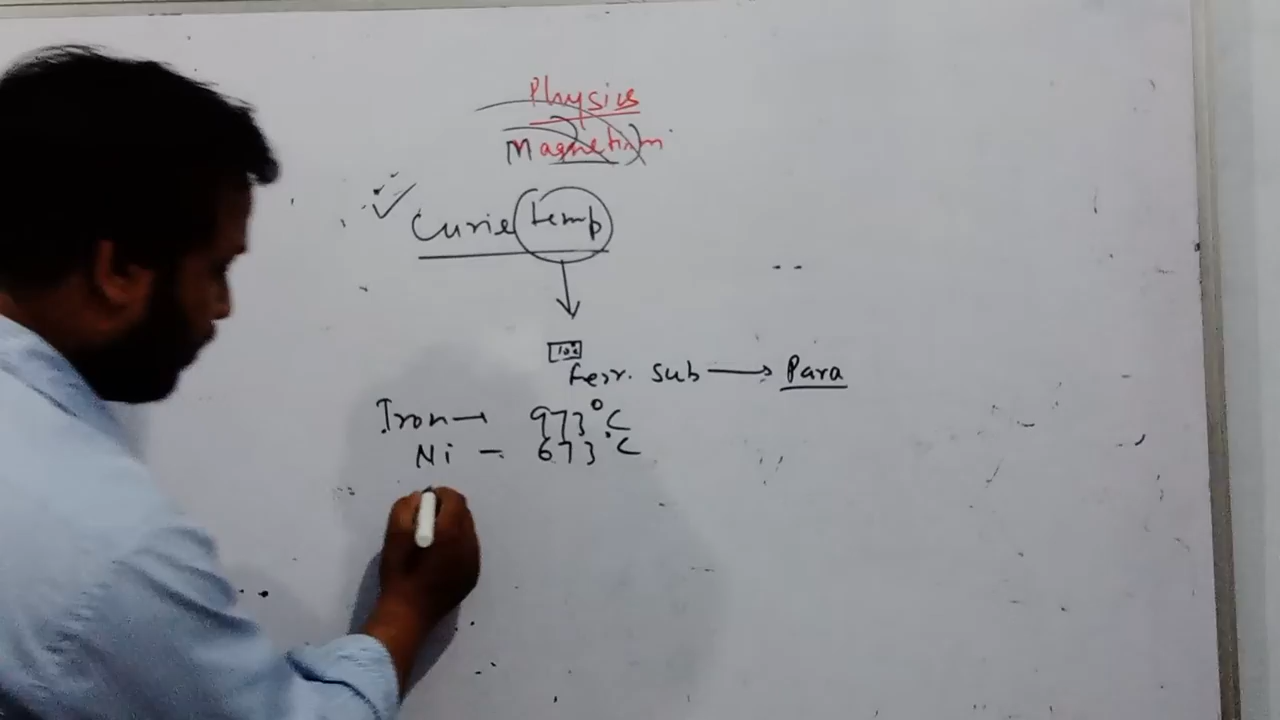 Physics
Magnetism
Curie temp
ferr. sub → Para
Iron → 973°C
Ni - 673°C